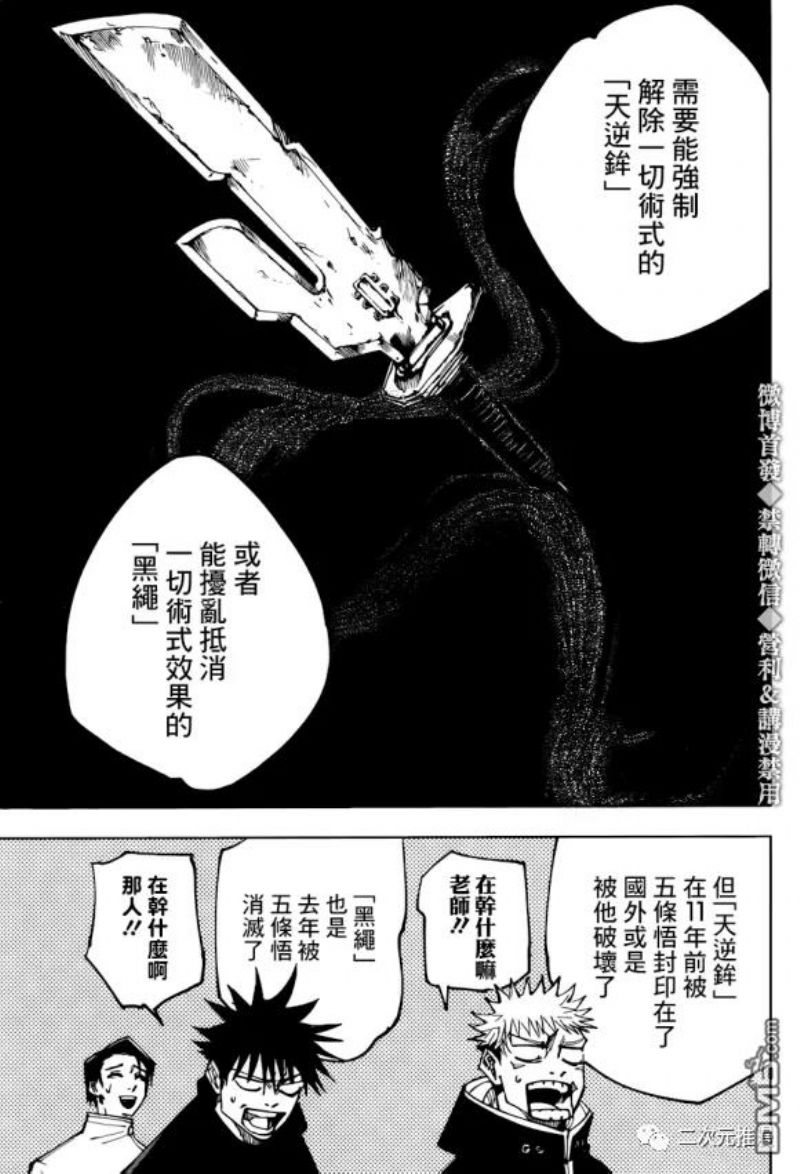 需要能強制
解除一切術式的
「天逆鉾」
或者
能擾亂抵消
一切術式效果的
「黑繩」
微博首發◆禁轉微信◆營利&譯漫禁用
但「天逆鉾」
在11年前被
五條悟封印在了
國外或是
被他破壞了
在幹什麼嘛
老師!!
「黑繩」
也是
去年被
五條悟
消滅了
在幹什麼啊
那人!!
二次元推